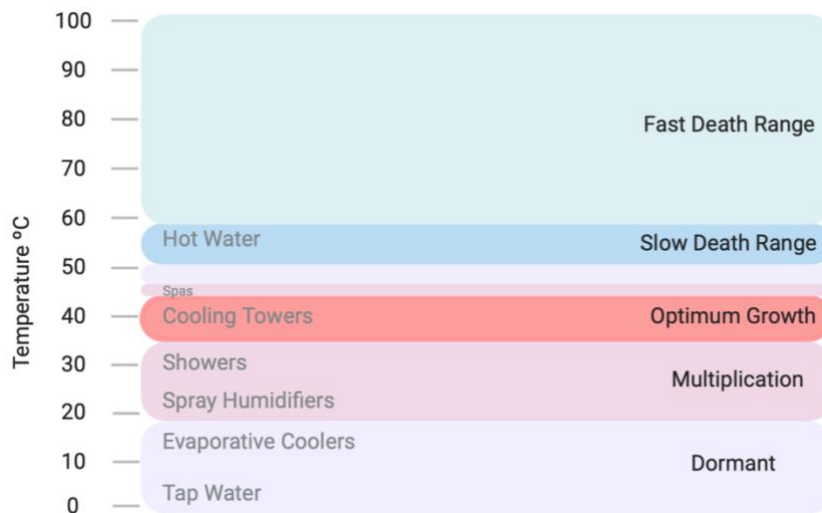 100
90
80
Fast Death Range
70
60
Hot Water
Slow Death Range
50
Spas
40
Cooling Towers
Optimum Growth
30
Showers
Multiplication
20
Spray Humidifiers
Evaporative Coolers
10
Dormant
Tap Water
0
Temperature ºC